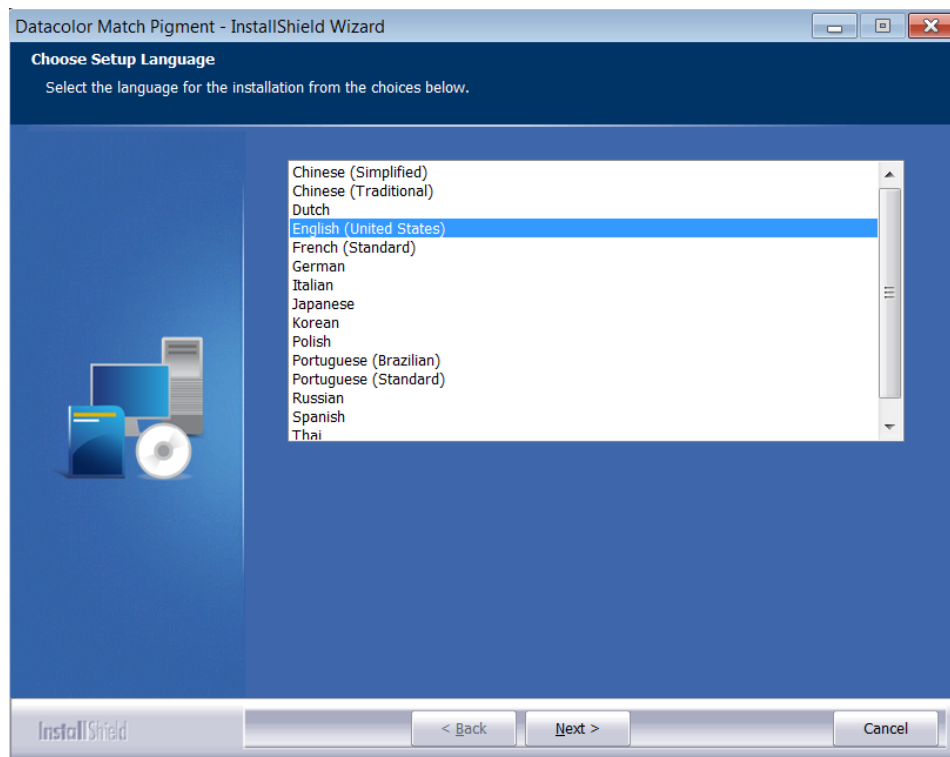 Datacolor Match Pigment - InstallShield Wizard
Choose Setup Language
Select the language for the installation from the choices below.
Chinese (Simplified)
Chinese (Traditional)
Dutch
English (United States)
French (Standard)
German
Italian
Japanese
Korean
Polish
Portuguese (Brazilian)
Portuguese (Standard)
Russian
Spanish
Thai
InstallShield
< Back
Next >
Cancel